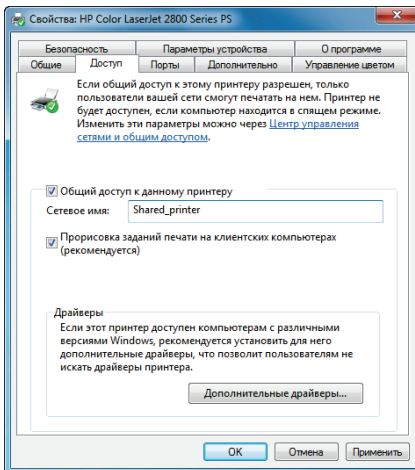 Свойства: HP Color LaserJet 2800 Series PS
Безопасность Параметры устройства О программе
Общие Доступ Порты Дополнительно Управление цветом
Если общий доступ к этому принтеру разрешен, только
пользователи вашей сети смогут печатать на нем. Принтер не
будет доступен, если компьютер находится в спящем режиме.
Изменить эти параметры можно через Центр управления
сетями и общим доступом.
Общий доступ к данному принтеру
Сетевое имя: Shared_printer
Прорисовка заданий печати на клиентских компьютерах
(рекомендуется)
Драйверы
Если этот принтер доступен компьютерам с различными
версиями Windows, рекомендуется установить для него
дополнительные драйверы, что позволит пользователям не
искать драйверы принтера.
Дополнительные драйверы...
OK Отмена Применить